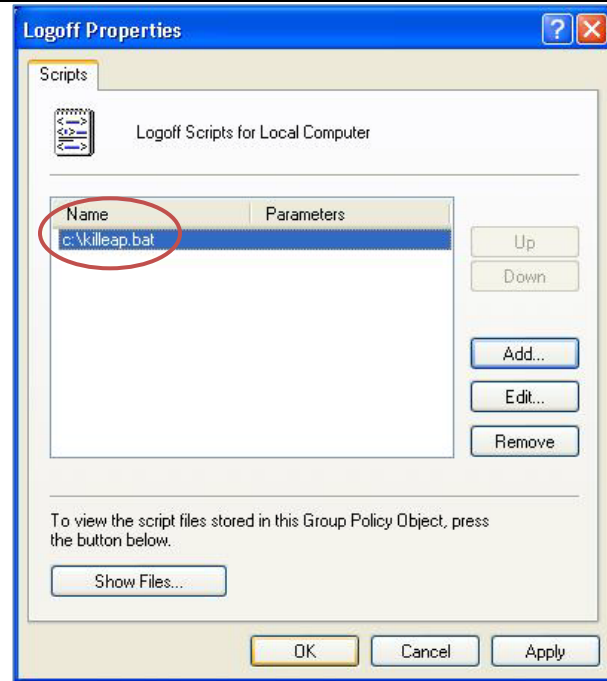 Logoff Properties
Scripts
Logoff Scripts for Local Computer
Name Parameters
c:\killeap.bat
Up
Down
Add...
Edit...
Remove
To view the script files stored in this Group Policy Object, press
the button below.
Show Files...
OK Cancel Apply